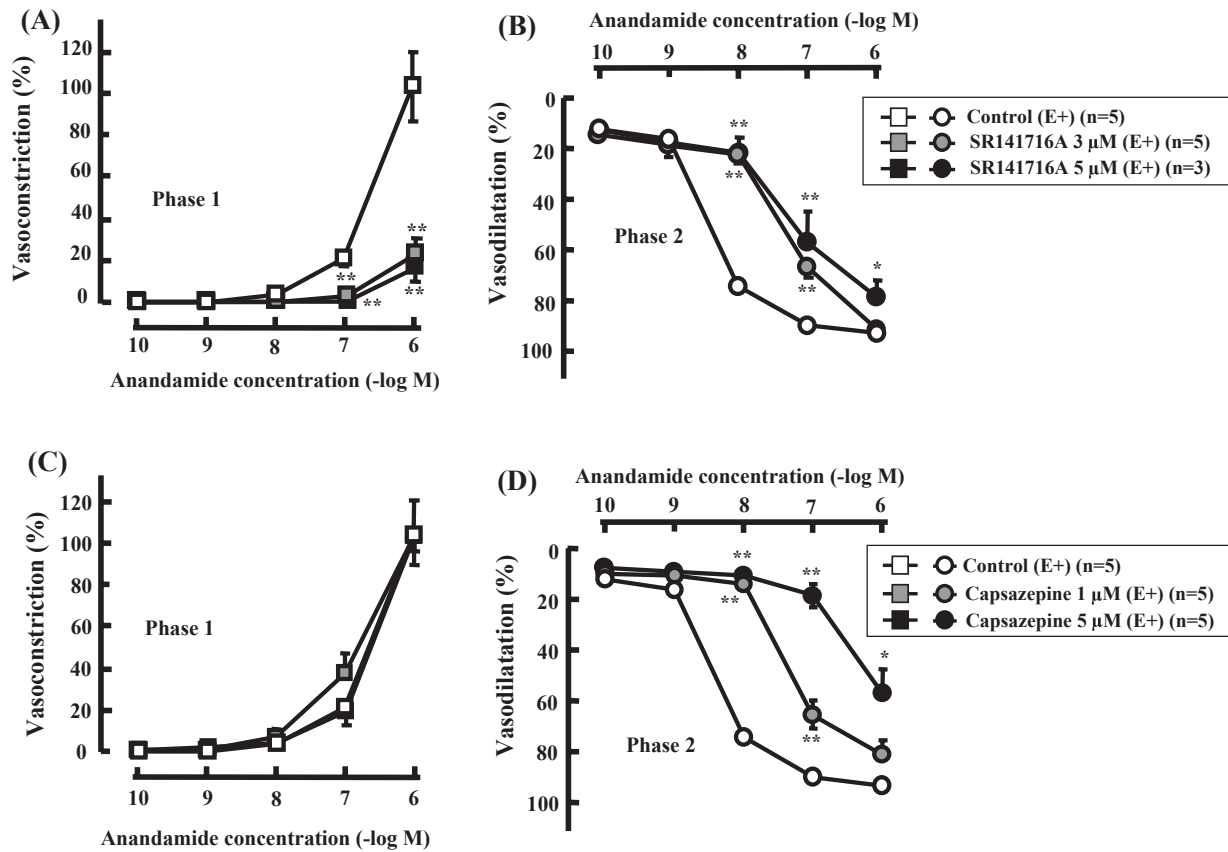 (A)
Vasoconstriction (%)
120
100
80
60
40
20
0
Phase 1
**
**
**
**
10 9 8 7 6
Anandamide concentration (-log M)
(B)
Anandamide concentration (-log M)
10 9 8 7 6
Vasodilatation (%)
0
20
40
60
80
100
Phase 2
**
**
**
**
*
Control (E+) (n=5)
SR141716A 3 µM (E+) (n=5)
SR141716A 5 µM (E+) (n=3)
(C)
Vasoconstriction (%)
120
100
80
60
40
20
0
Phase 1
10 9 8 7 6
Anandamide concentration (-log M)
(D)
Anandamide concentration (-log M)
10 9 8 7 6
Vasodilatation (%)
0
20
40
60
80
100
Phase 2
**
**
**
**
*
Control (E+) (n=5)
Capsazepine 1 µM (E+) (n=5)
Capsazepine 5 µM (E+) (n=5)